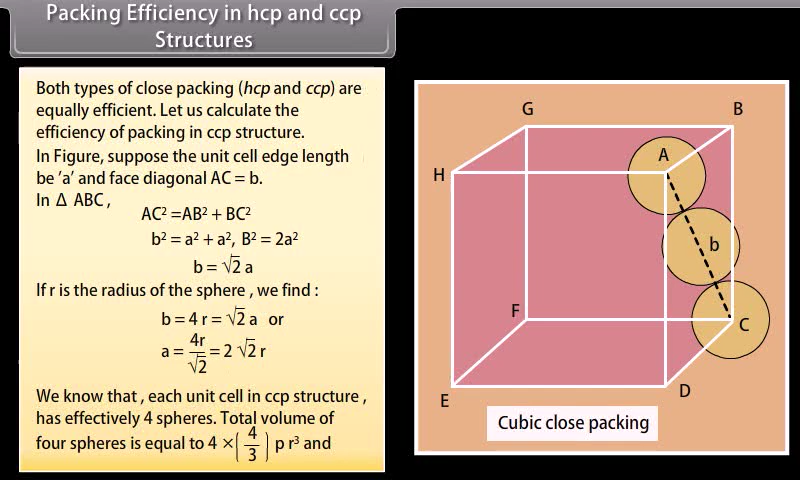 Packing Efficiency in hcp and ccp
Structures
Both types of close packing (hcp and ccp) are
equally efficient. Let us calculate the
efficiency of packing in ccp structure.
In Figure, suppose the unit cell edge length
be 'a' and face diagonal AC = b.
In Δ ABC ,
AC² =AB² + BC²
b² = a² + a², B² = 2a²
b = √2 a
If r is the radius of the sphere , we find :
b = 4 r = √2 a or
a = 4r/√2 = 2 √2 r
We know that , each unit cell in ccp structure ,
has effectively 4 spheres. Total volume of
four spheres is equal to 4 ×(4/3) p r³ and
G
B
A
H
b
F
C
E
D
Cubic close packing